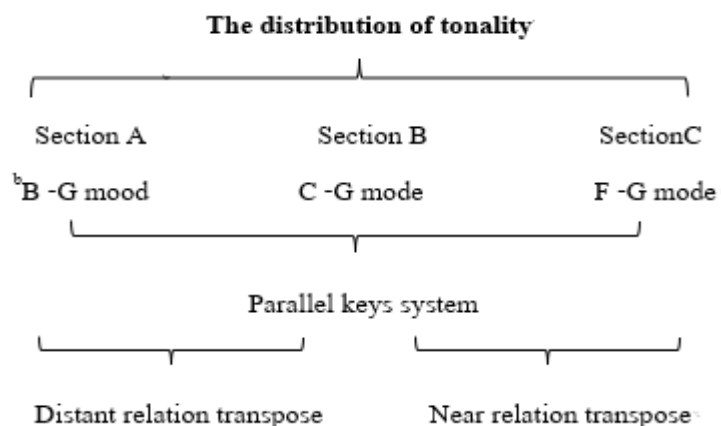 The distribution of tonality
Section A Section B SectionC
ᵇB -G mood C -G mode F -G mode
Parallel keys system
Distant relation transpose Near relation transpose